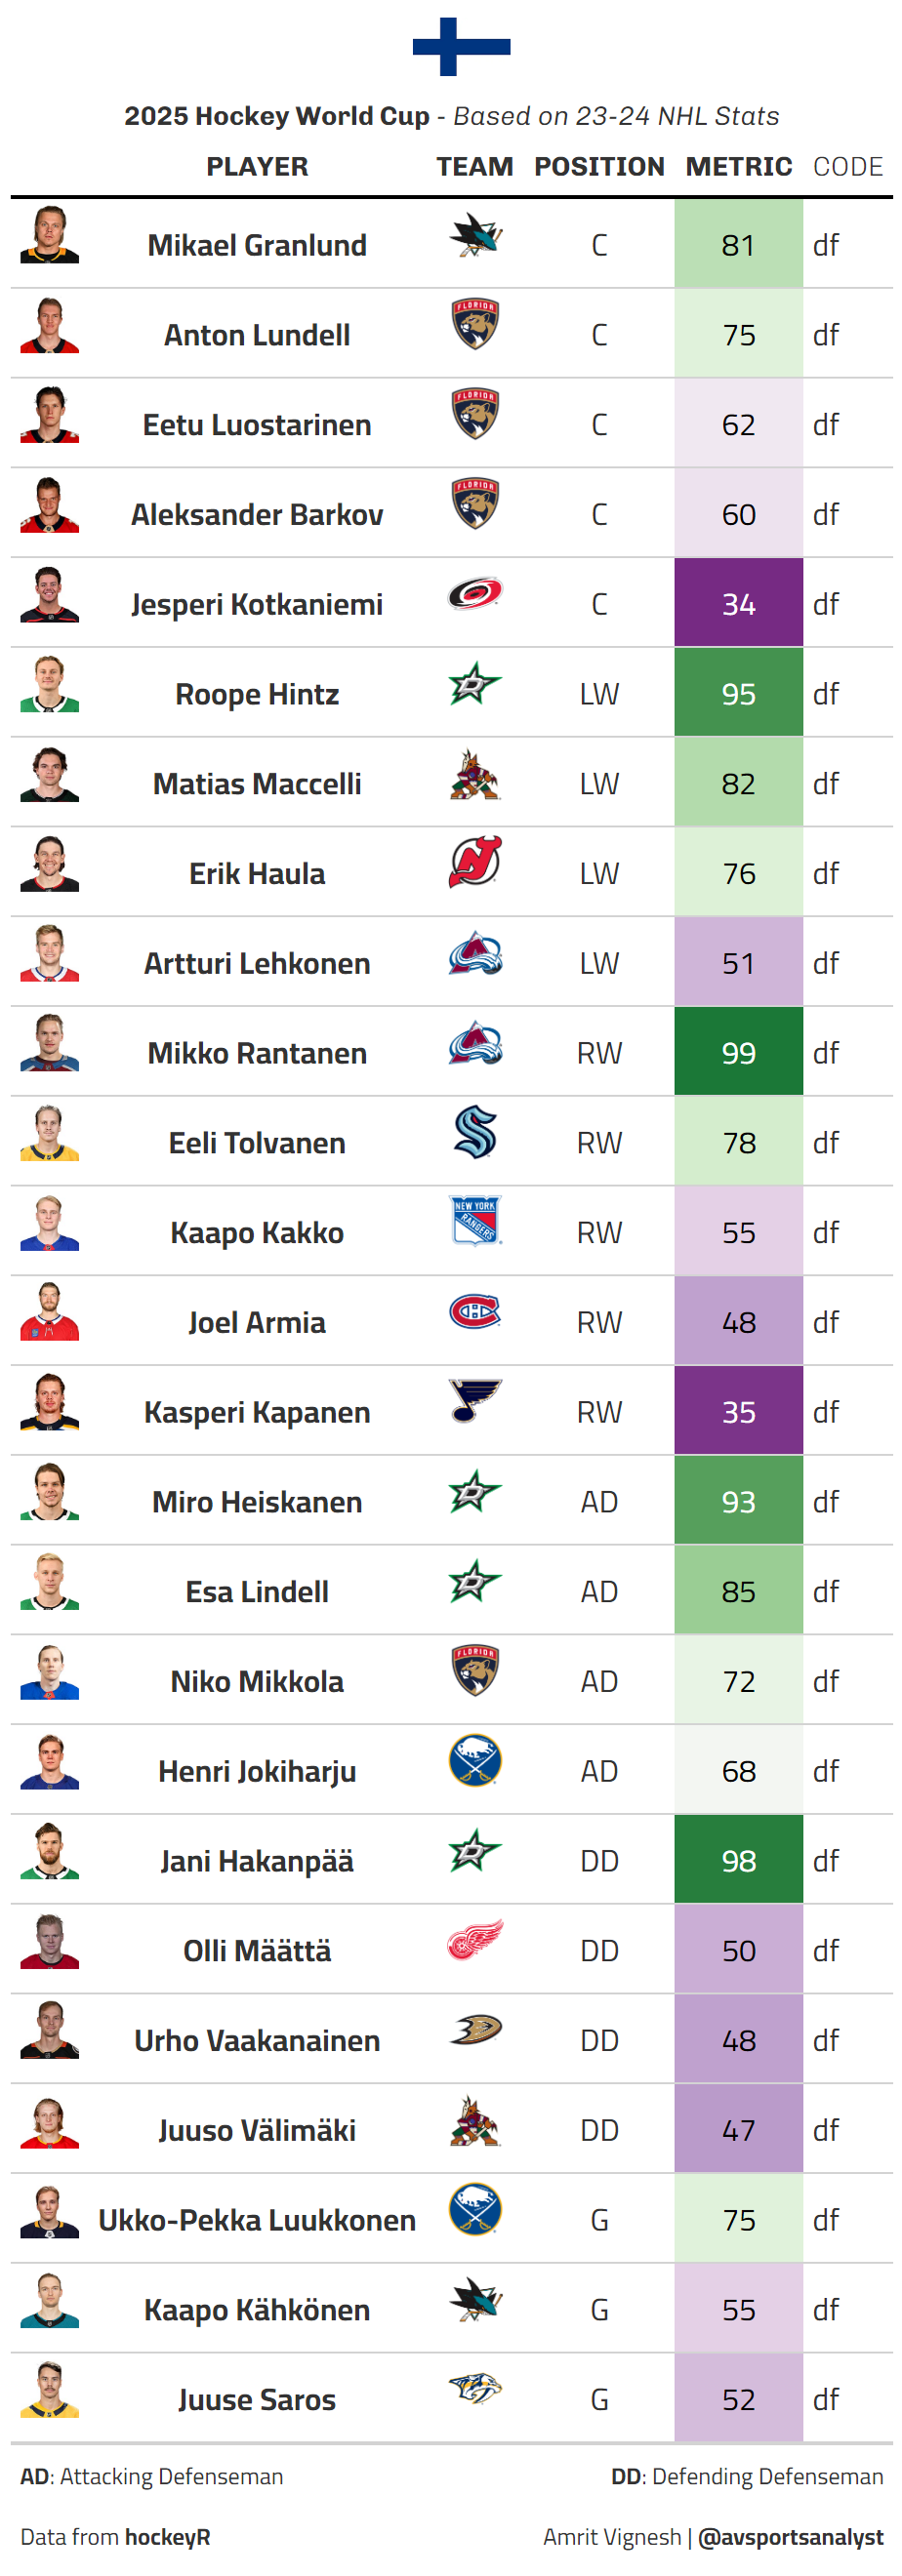 2025 Hockey World Cup - Based on 23-24 NHL Stats
PLAYER TEAM POSITION METRIC CODE
Mikael Granlund C 81 df
FLORIDA
Anton Lundell C 75 df
FLORIDA
Eetu Luostarinen C 62 df
FLORIDA
Aleksander Barkov C 60 df
Jesperi Kotkaniemi C 34 df
Roope Hintz LW 95 df
Matias Maccelli LW 82 df
Erik Haula LW 76 df
Artturi Lehkonen LW 51 df
Mikko Rantanen RW 99 df
Eeli Tolvanen RW 78 df
NEW YORK
RANGERS
Kaapo Kakko RW 55 df
Joel Armia RW 48 df
Kasperi Kapanen RW 35 df
Miro Heiskanen AD 93 df
Esa Lindell AD 85 df
FLORIDA
Niko Mikkola AD 72 df
Henri Jokiharju AD 68 df
Jani Hakanpää DD 98 df
Olli Määttä DD 50 df
Urho Vaakanainen DD 48 df
Juuso Välimäki DD 47 df
Ukko-Pekka Luukkonen G 75 df
Kaapo Kähkönen G 55 df
Juuse Saros G 52 df
AD: Attacking Defenseman DD: Defending Defenseman
Data from hockeyR Amrit Vignesh | @avsportsanalyst